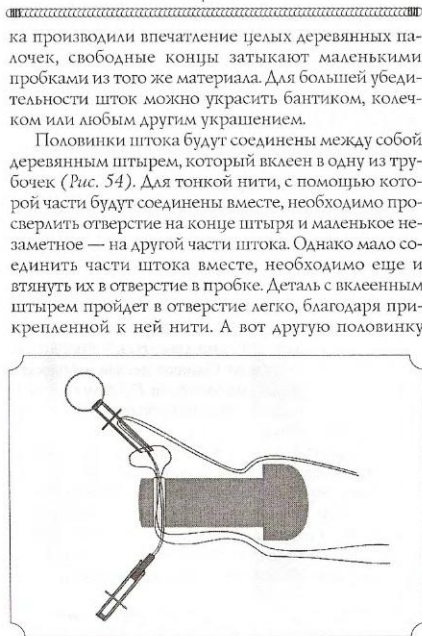 ка производили впечатление целых деревянных па-
лочек, свободные концы затыкают маленькими
пробками из того же материала. Для большей убеди-
тельности шток можно украсить бантиком, колеч-
ком или любым другим украшением.
Половинки штока будут соединены между собой
деревянным штырем, который вклеен в одну из тру-
бочек (Рис. 54). Для тонкой нити, с помощью кото-
рой части будут соединены вместе, необходимо про-
сверлить отверстие на конце штыря и маленькое не-
заметное — на другой части штока. Однако мало со-
единить части штока вместе, необходимо еще и
втянуть их в отверстие в пробке. Деталь с вклеенным
штырем пройдет в отверстие легко, благодаря при-
крепленной к ней нити. А вот другую половинку